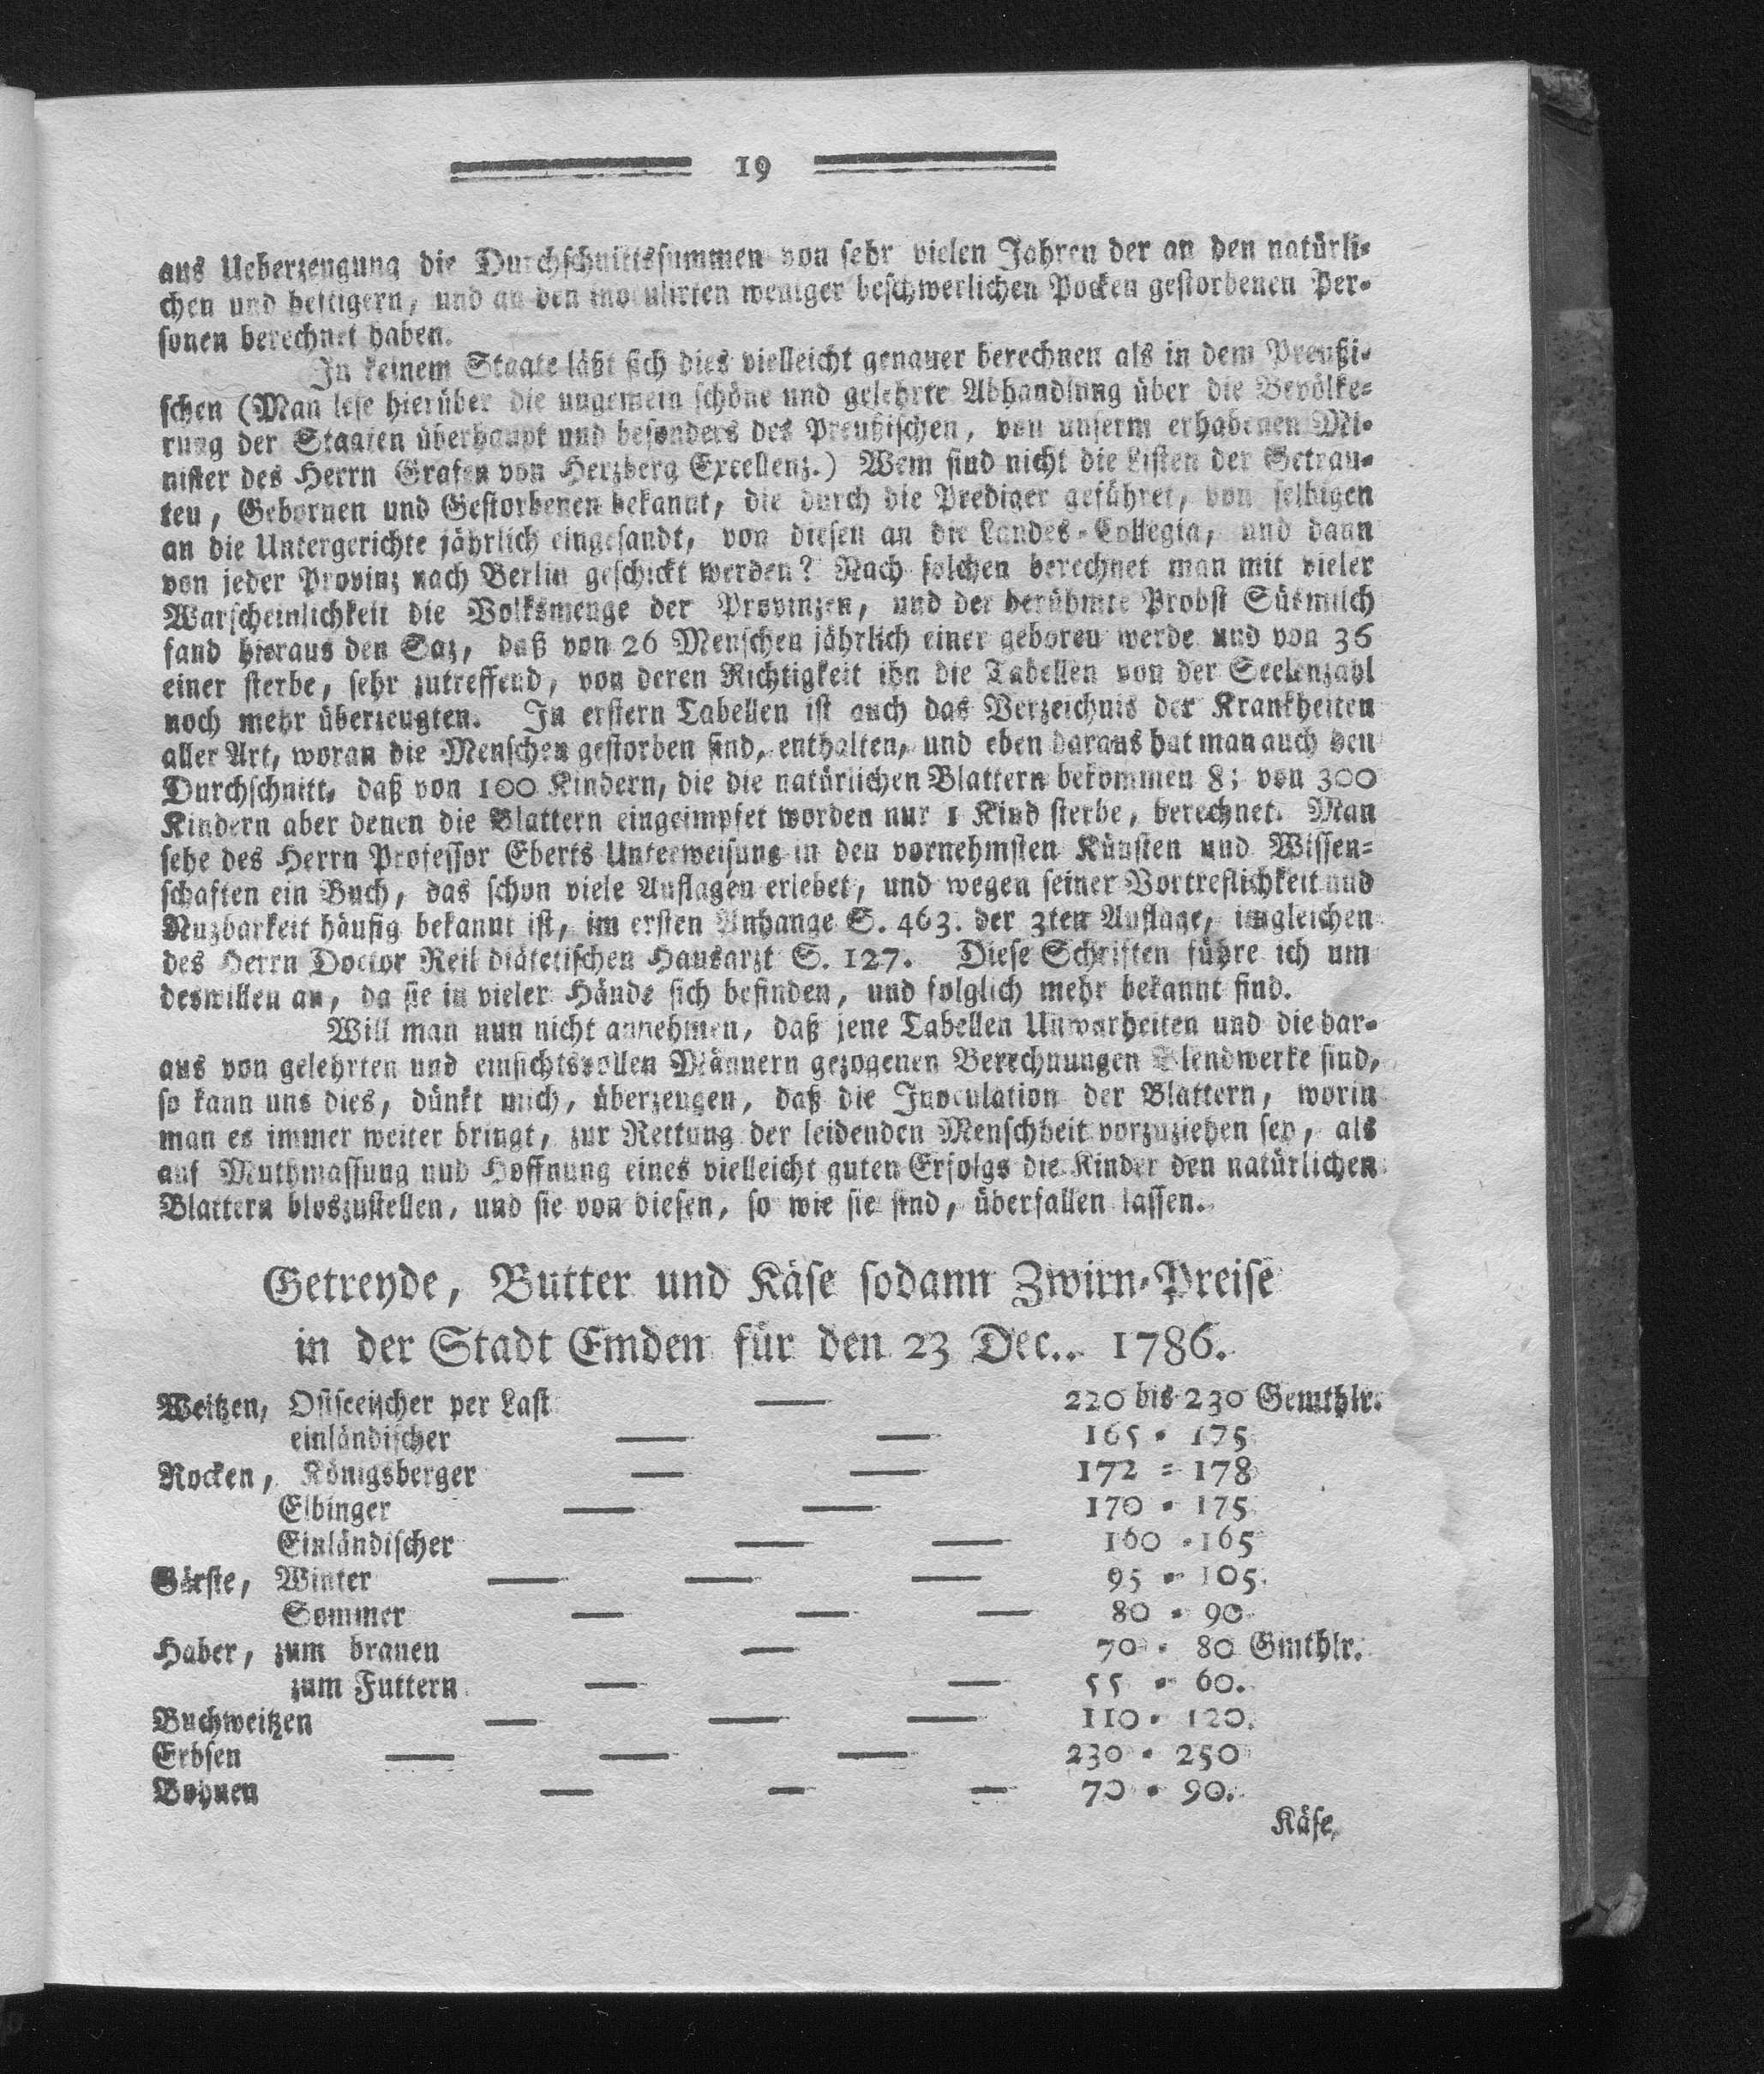 19
aus Ueberzeugung die Durchschnittssummen von sehr vielen Jahren der an den natürli-
chen und heftigern, und an den inoculirten weniger beschwerlichen Pocken gestorbenen Per-
sonen berechnet haben.
In keinem Staate läßt sich dies vielleicht genauer berechnen als in dem Preußi-
schen (Man lese hierüber die ungemein schöne und gelehrte Abhandlung über die Bevölke-
rung der Staaten überhaupt und besonders des Preußischen, von unserm erhabenen Mi-
nister des Herrn Grafen von Herzberg Excellenz.) Wem sind nicht die Listen der Getrau-
ten, Gebornen und Gestorbenen bekannt, die durch die Prediger geführet, von selbigen
an die Untergerichte jährlich eingesandt, von diesen an die Landes-Collegia, und dann
von jeder Provinz nach Berlin geschickt werden? Nach solchen berechnet man mit vieler
Warscheinlichkeit die Volksmenge der Provinzen, und der berühmte Probst Süsmilch
fand hieraus den Saz, daß von 26 Menschen jährlich einer geboren werde und von 36
einer sterbe, sehr zutreffend, von deren Richtigkeit ihn die Tabellen von der Seelenzahl
noch mehr überzeugten. In erstern Tabellen ist auch das Verzeichnis der Krankheiten
aller Art, woran die Menschen gestorben sind, enthalten, und eben daraus hat man auch den
Durchschnitt, daß von 100 Kindern, die die natürlichen Blattern bekommen 8; von 300
Kindern aber denen die Blattern eingeimpfet worden nur 1 Kind sterbe, berechnet. Man
sehe des Herrn Professor Eberts Unterweisung in den vornehmsten Künsten und Wissen-
schaften ein Buch, das schon viele Auflagen erlebet, und wegen seiner Vortreflichkeit und
Nuzbarkeit häufig bekannt ist, im ersten Anhange S. 463. der 3ten Auflage, imgleichen
des Herrn Doctor Reil diätetischen Hausarzt S. 127. Diese Schriften führe ich um
deswillen an, da sie in vieler Hände sich befinden, und folglich mehr bekannt sind.
Will man nun nicht annehmen, daß jene Tabellen Unwarheiten und die dar-
aus von gelehrten und einsichtsvollen Männern gezogenen Berechnungen Blendwerke sind,
so kann uns dies, dünkt mich, überzeugen, daß die Inoculation der Blattern, worin
man es immer weiter bringt, zur Rettung der leidenden Menschheit vorzuziehen sey, als
auf Muthmassung und Hoffnung eines vielleicht guten Erfolgs die Kinder den natürlichen
Blattern bloszustellen, und sie von diesen, so wie sie sind, überfallen lassen.
Getreyde, Butter und Käse sodann Zwirn-Preise
in der Stadt Emden für den 23 Dec.. 1786.
Weitzen, Ostseeischer per Last — 220 bis 230 Gemthlr.
einländischer — — 165 - 175
Rocken, Königsberger — — 172 = 178
Elbinger — — 170 - 175
Einländischer — — 160 - 165
Gärste, Winter — — — 95 - 105.
Sommer — — — 80 - 90
Haber, zum brauen — 70 - 80 Gmthlr.
zum Futtern — — 55 - 60.
Buchweitzen — — — 110 - 120.
Erbsen — — — 230 - 250
Bohnen — — — 70 - 90.
Käse,